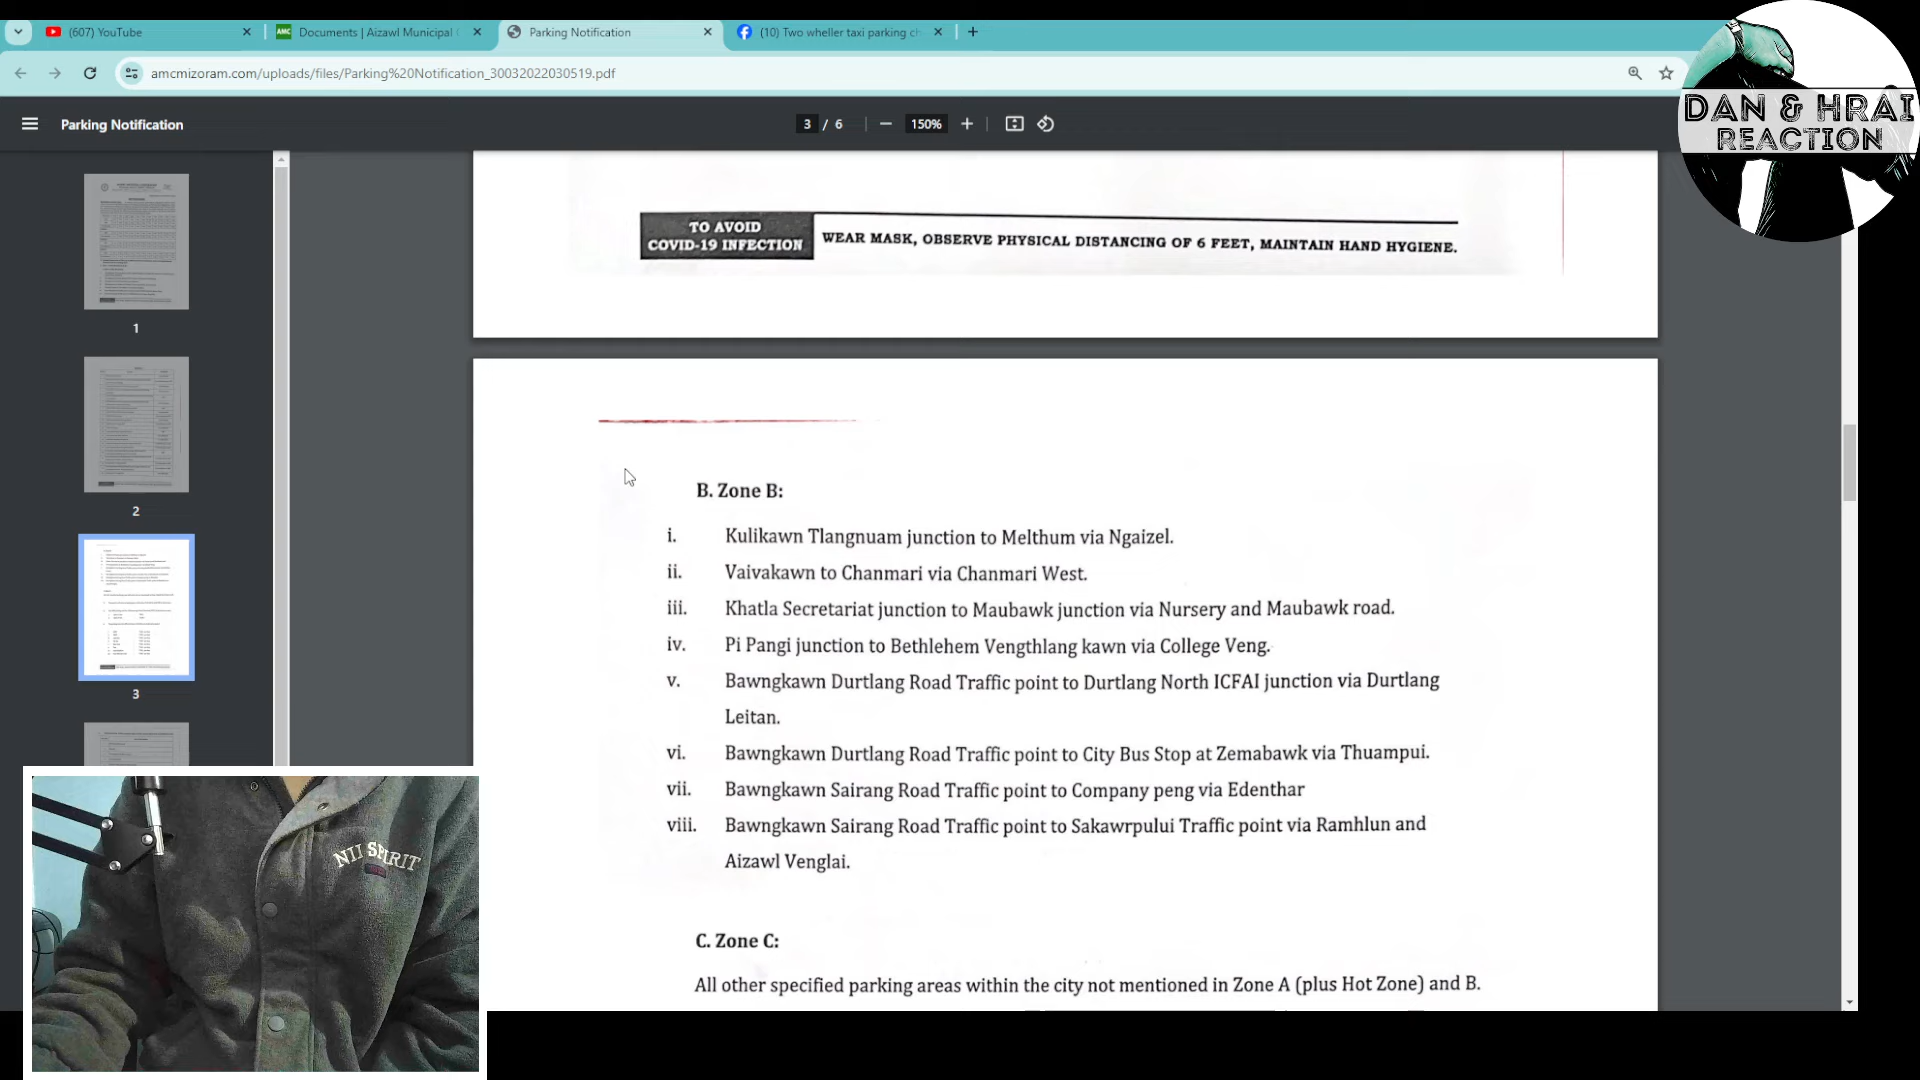 (607) YouTube
Documents | Aizawl Municipal
Parking Notification
(10) Two wheller taxi parking ch
amcmizoram.com/uploads/files/Parking%20Notification_30032022030519.pdf
DAN & HRAI
REACTION
Parking Notification
3 / 6
150%
TO AVOID
COVID-19 INFECTION
WEAR MASK, OBSERVE PHYSICAL DISTANCING OF 6 FEET, MAINTAIN HAND HYGIENE.
1
2
3
B. Zone B:
i. Kulikawn Tlangnuam junction to Melthum via Ngaizel.
ii. Vaivakawn to Chanmari via Chanmari West.
iii. Khatla Secretariat junction to Maubawk junction via Nursery and Maubawk road.
iv. Pi Pangi junction to Bethlehem Vengthlang kawn via College Veng.
v. Bawngkawn Durtlang Road Traffic point to Durtlang North ICFAI junction via Durtlang
Leitan.
vi. Bawngkawn Durtlang Road Traffic point to City Bus Stop at Zemabawk via Thuampui.
vii. Bawngkawn Sairang Road Traffic point to Company peng via Edenthar
viii. Bawngkawn Sairang Road Traffic point to Sakawrpului Traffic point via Ramhlun and
Aizawl Venglai.
C. Zone C:
All other specified parking areas within the city not mentioned in Zone A (plus Hot Zone) and B.
NII SPIRIT